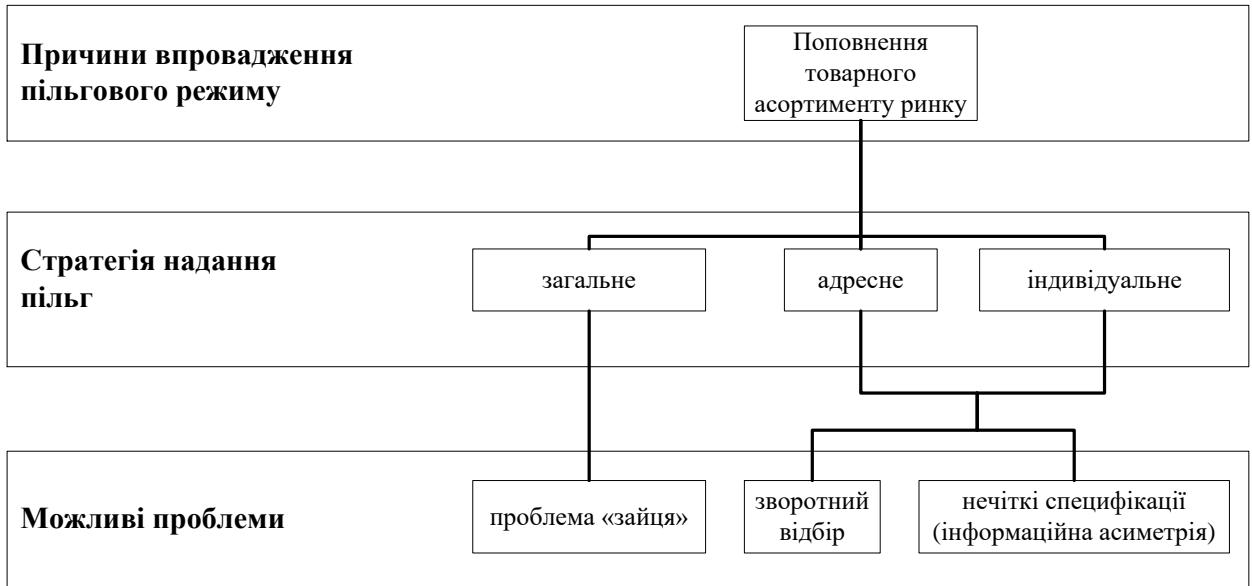 Причини впровадження
пільгового режиму
Поповнення
товарного
асортименту ринку
Стратегія надання
пільг
загальне
адресне
індивідуальне
Можливі проблеми
проблема «зайця»
зворотний
відбір
нечіткі специфікації
(інформаційна асиметрія)